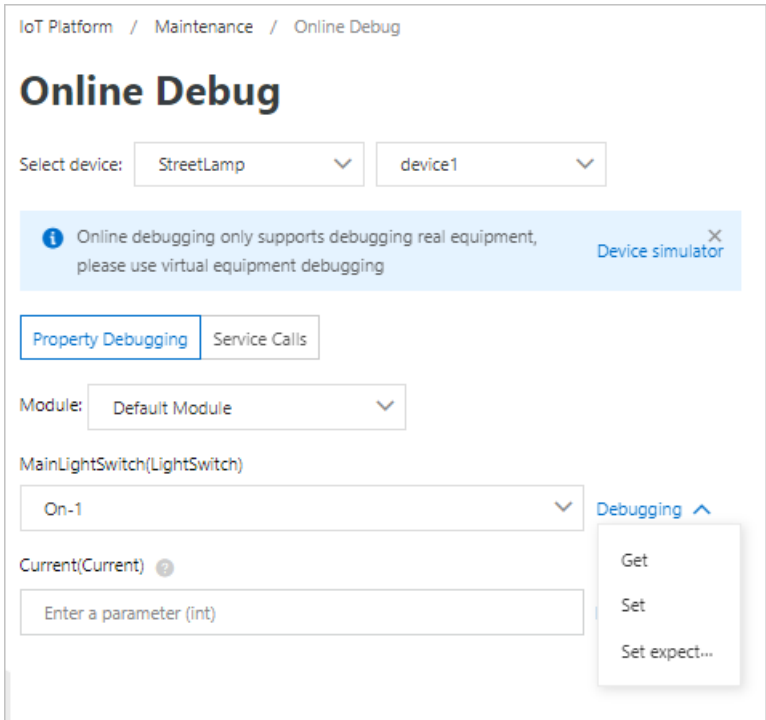 IoT Platform / Maintenance / Online Debug
Online Debug
Select device: StreetLamp device1
Online debugging only supports debugging real equipment,
please use virtual equipment debugging
Device simulator
Property Debugging Service Calls
Module: Default Module
MainLightSwitch(LightSwitch)
On-1 Debugging
Get
Set
Set expect···
Current(Current) ?
Enter a parameter (int)